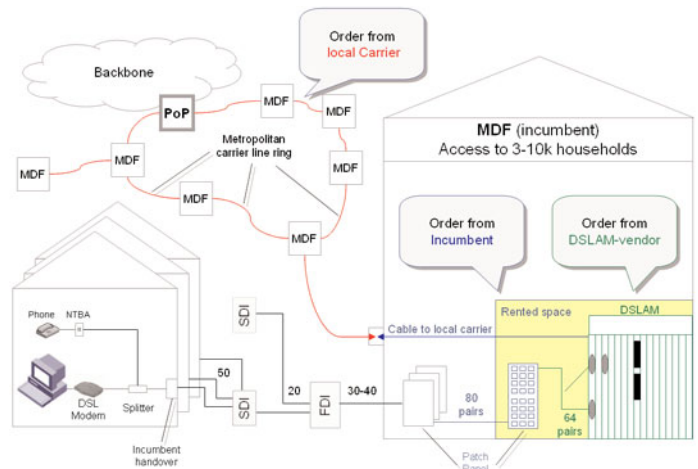 Order from
local Carrier
Backbone
PoP
MDF
MDF
MDF
MDF
MDF
MDF
MDF
Metropolitan
carrier line ring
MDF (incumbent)
Access to 3-10k households
Order from
Incumbent
Order from
DSLAM-vendor
Rented space
DSLAM
Cable to local carrier
Phone
NTBA
DSL
Modem
Splitter
Incumbent
handover
50
SDI
SDI
20
FDI
30-40
80
pairs
64
pairs
Patch
Panel